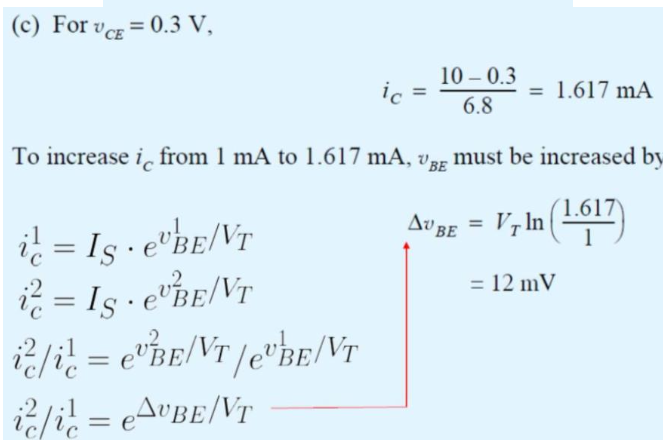 (c) For v_CE = 0.3 V,
i_C = (10 – 0.3)/6.8 = 1.617 mA
To increase i_C from 1 mA to 1.617 mA, v_BE must be increased by
Δv_BE = V_T ln(1.617/1)
= 12 mV
i_c^1 = I_S · e^{v_BE^1/V_T}
i_c^2 = I_S · e^{v_BE^2/V_T}
i_c^2/i_c^1 = e^{v_BE^2/V_T}/e^{v_BE^1/V_T}
i_c^2/i_c^1 = e^{Δv_BE/V_T}